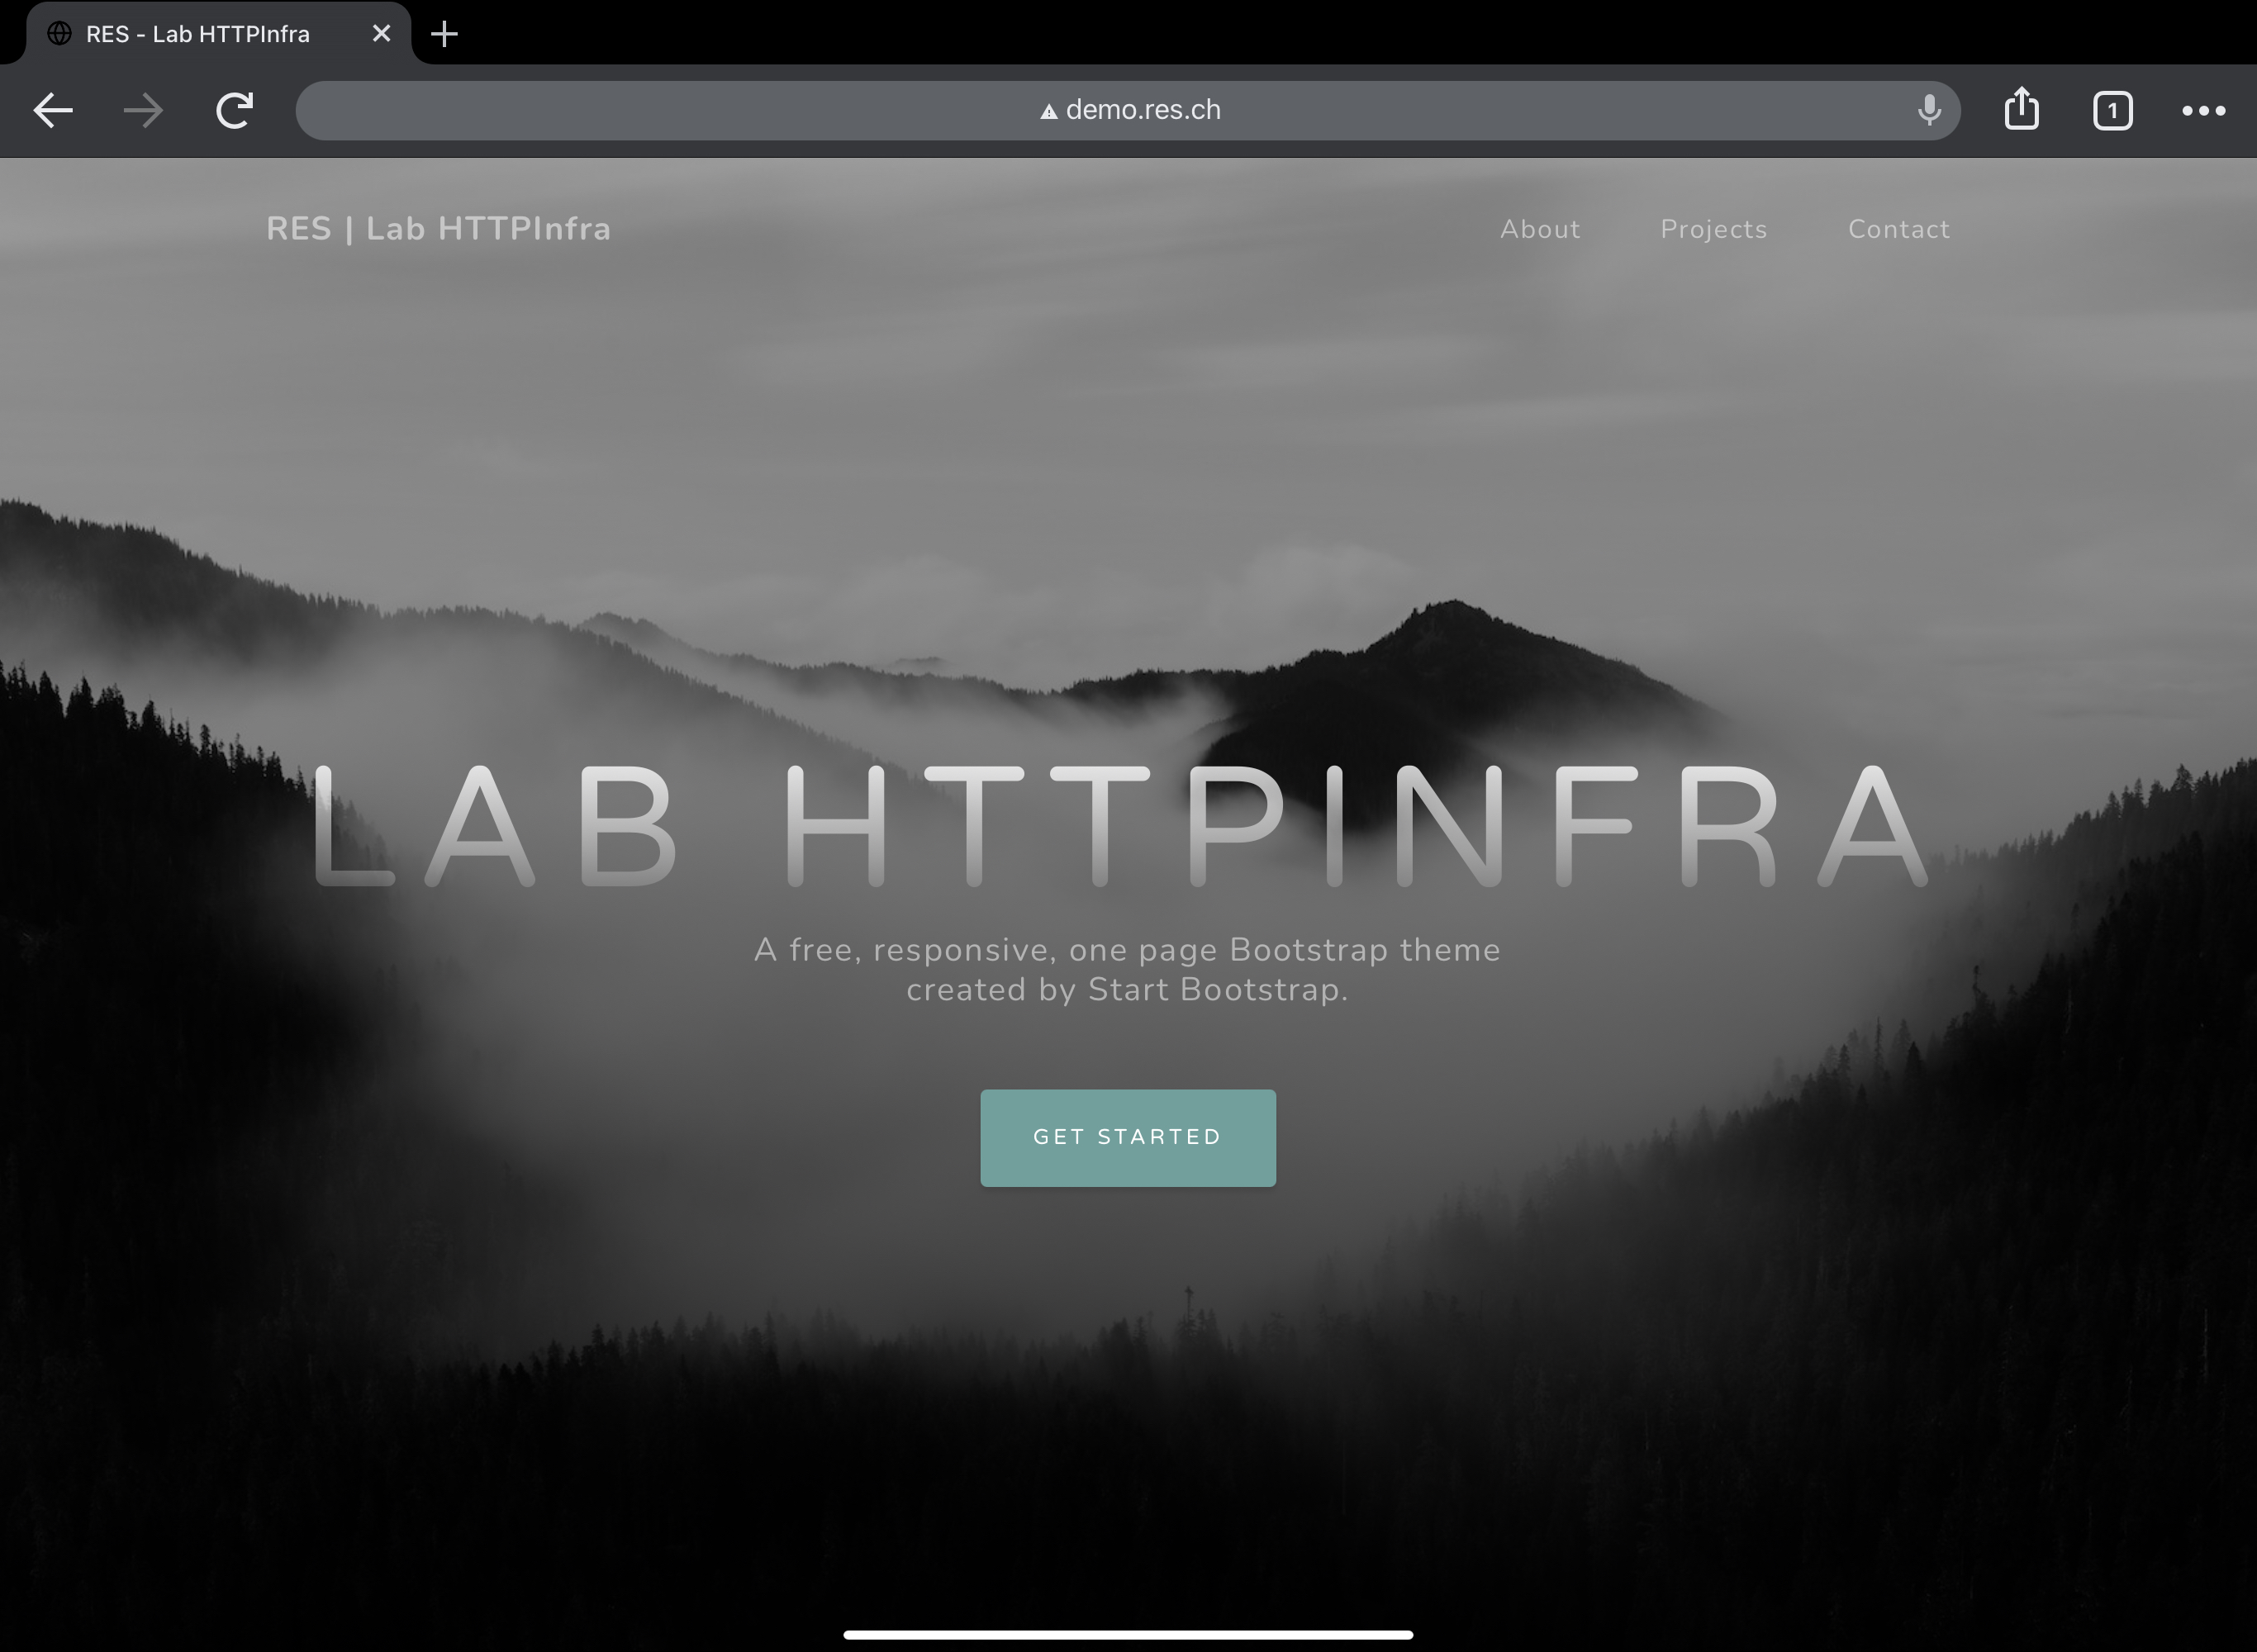 RES - Lab HTTPInfra
demo.res.ch
1
RES | Lab HTTPInfra
About
Projects
Contact
LAB HTTPINFRA
A free, responsive, one page Bootstrap theme
created by Start Bootstrap.
GET STARTED